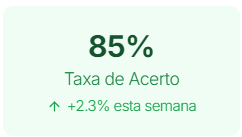 85%
Taxa de Acerto
↑ +2.3% esta semana